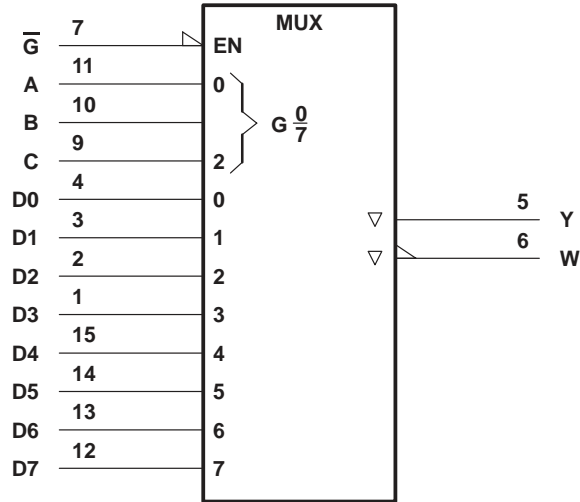 MUX
G̅ 7 EN
A 11 0
B 10 G 0/7
C 9 2
D0 4 0
D1 3 1
5 Y
D2 2 2
6 W
D3 1 3
D4 15 4
D5 14 5
D6 13 6
D7 12 7